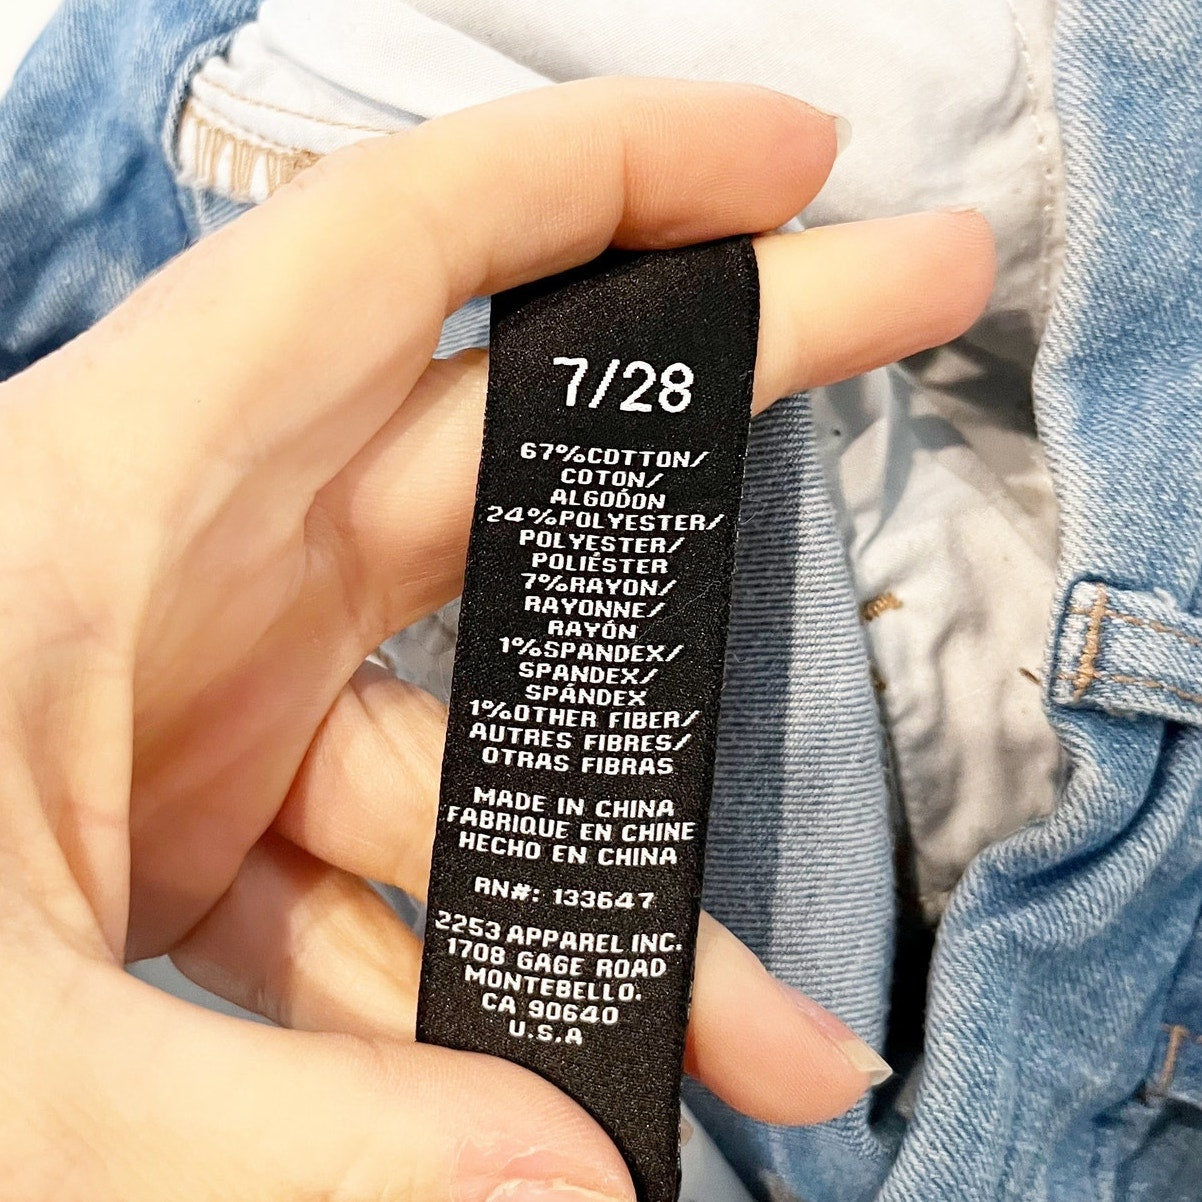 7/28
67%COTTON/
COTON/
ALGODÓN
24%POLYESTER/
POLYESTER/
POLIÉSTER
7%RAYON/
RAYONNE/
RAYÓN
1%SPANDEX/
SPANDEX/
SPÁNDEX
1%OTHER FIBER/
AUTRES FIBRES/
OTRAS FIBRAS
MADE IN CHINA
FABRIQUE EN CHINE
HECHO EN CHINA
RN#: 133647
2253 APPAREL INC.
1708 GAGE ROAD
MONTEBELLO.
CA 90640
U.S.A